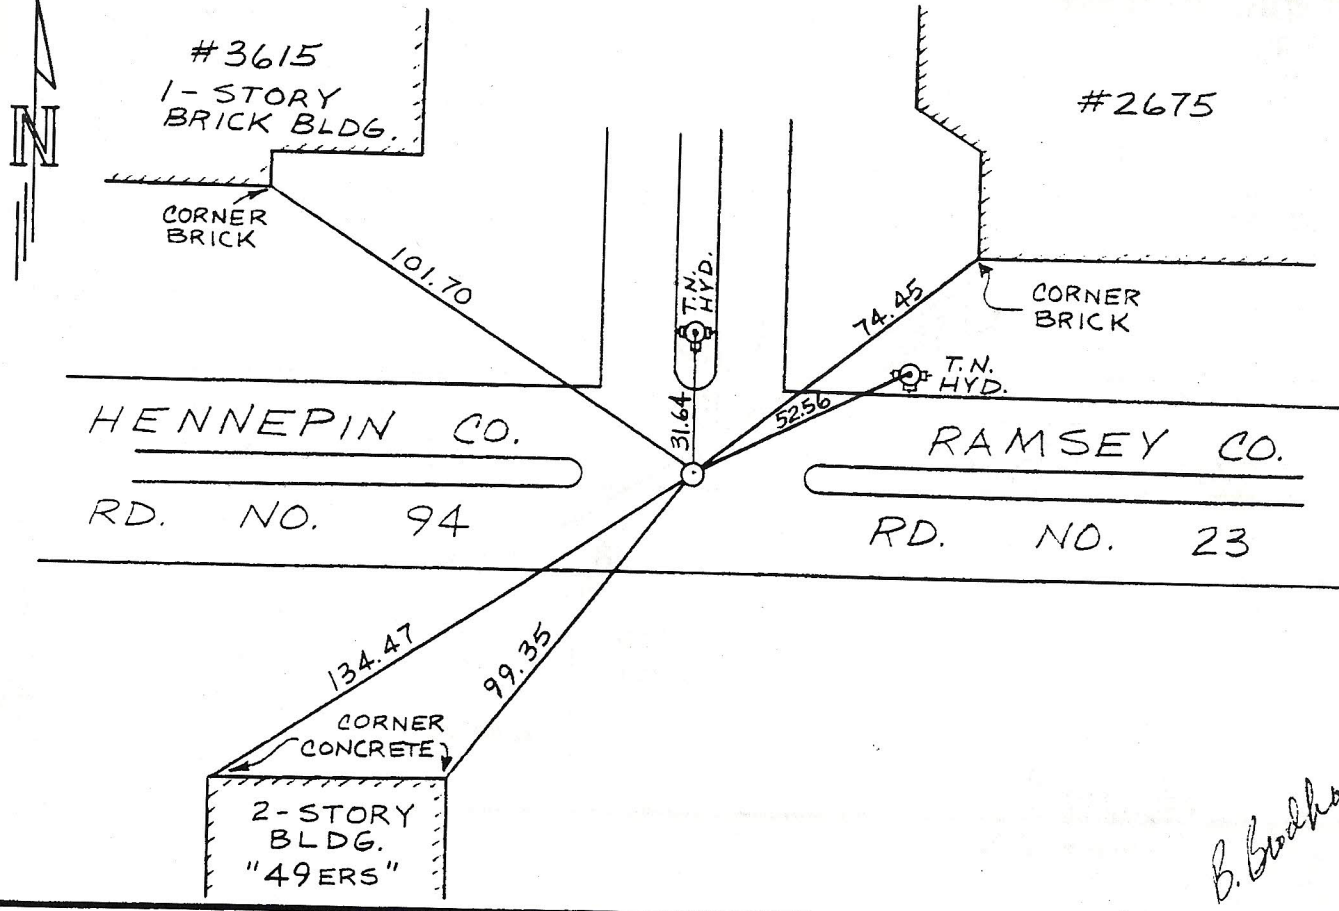 #3615
1-STORY
BRICK BLDG.
#2675
N
CORNER
BRICK
101.70
T.N.
HYD.
74.45
CORNER
BRICK
T.N.
HYD.
31.64
52.56
HENNEPIN CO.
RAMSEY CO.
RD. NO. 94
RD. NO. 23
134.47
99.35
CORNER
CONCRETE
2-STORY
BLDG.
"49ERS"
B.